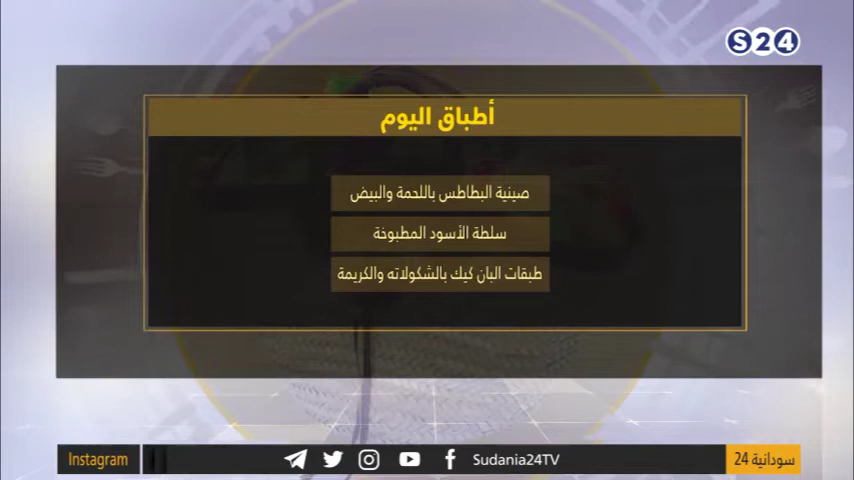 S24
أطباق اليوم
صينية البطاطس باللحمة والبيض
سلطة الأسود المطبوخة
طبقات البان كيك بالشكولاته والكريمة
Instagram
Sudania24TV
سودانية 24